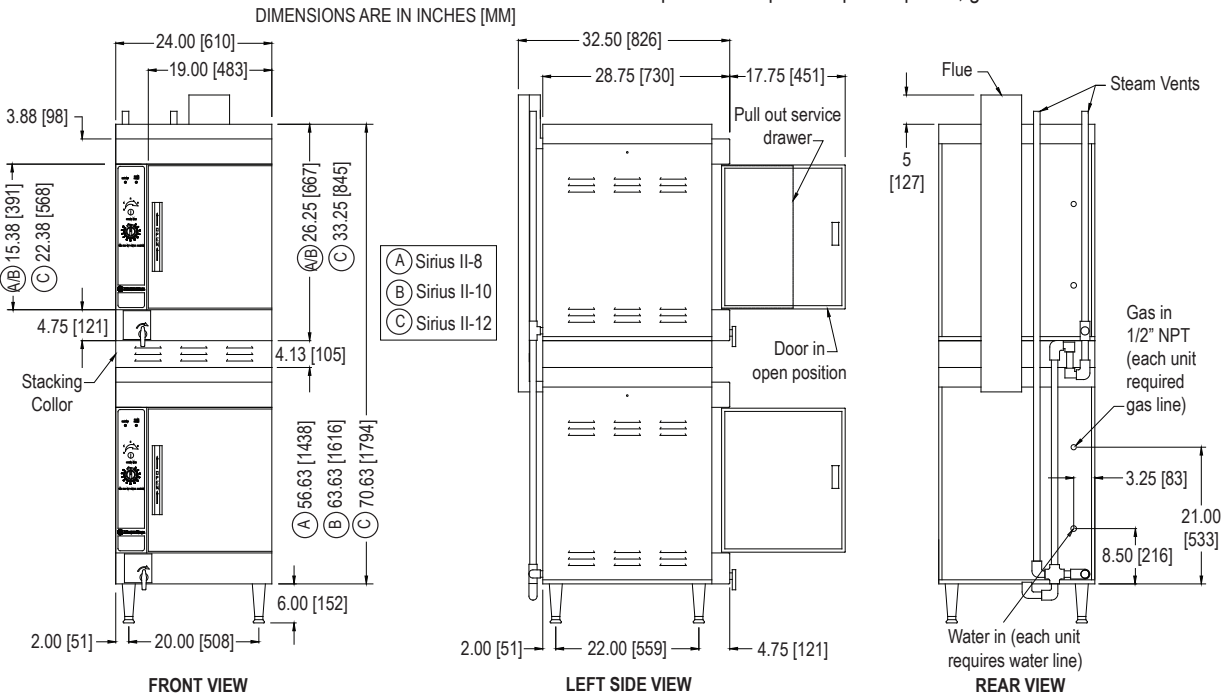 DIMENSIONS ARE IN INCHES [MM]
24.00 [610]
19.00 [483]
3.88 [98]
A/B 15.38 [391]
C 22.38 [568]
A/B 26.25 [667]
C 33.25 [845]
4.75 [121]
4.13 [105]
Stacking
Collor
A 56.63 [1438]
B 63.63 [1616]
C 70.63 [1794]
6.00 [152]
2.00 [51]
20.00 [508]
FRONT VIEW
A Sirius II-8
B Sirius II-10
C Sirius II-12
32.50 [826]
28.75 [730]
17.75 [451]
Pull out service
drawer
Door in
open position
2.00 [51]
22.00 [559]
4.75 [121]
LEFT SIDE VIEW
Flue
Steam Vents
5
[127]
Gas in
1/2” NPT
(each unit
required
gas line)
3.25 [83]
21.00
[533]
8.50 [216]
Water in (each unit
requires water line)
REAR VIEW